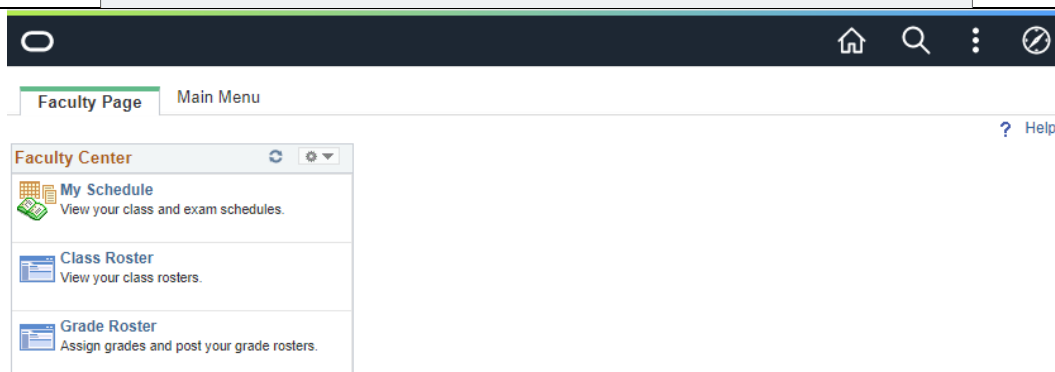 Faculty Page
Main Menu
? Help
Faculty Center
My Schedule
View your class and exam schedules.
Class Roster
View your class rosters.
Grade Roster
Assign grades and post your grade rosters.